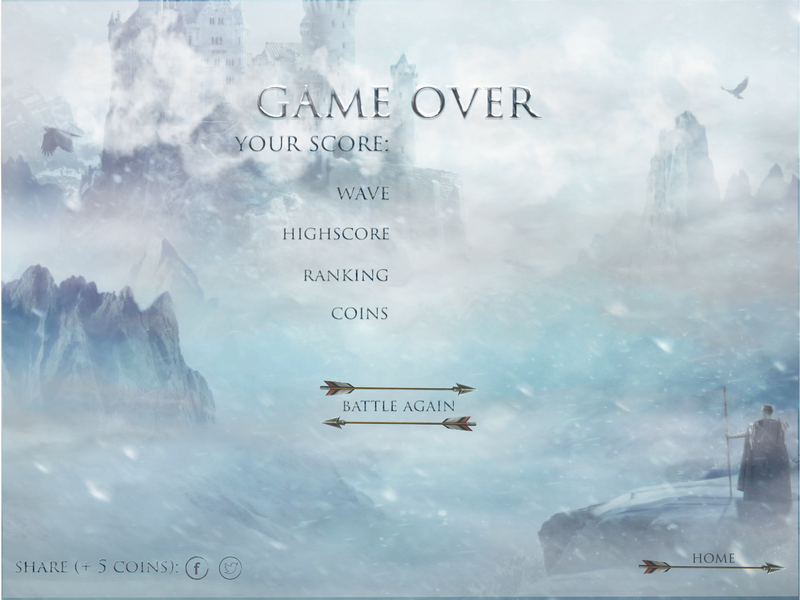 GAME OVER
YOUR SCORE:
WAVE
HIGHSCORE
RANKING
COINS
BATTLE AGAIN
SHARE (+ 5 COINS):
HOME